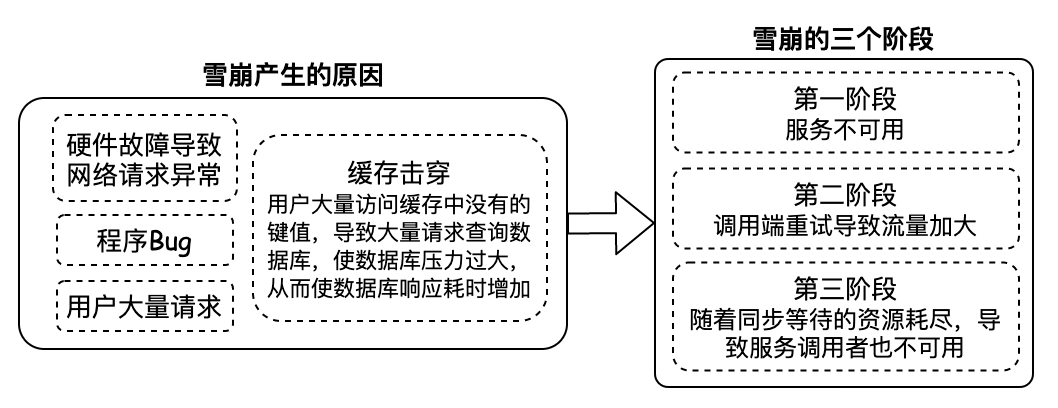 雪崩产生的原因
硬件故障导致
网络请求异常
程序Bug
用户大量请求
缓存击穿
用户大量访问缓存中没有的
键值，导致大量请求查询数
据库，使数据库压力过大，
从而使数据库响应耗时增加
雪崩的三个阶段
第一阶段
服务不可用
第二阶段
调用端重试导致流量加大
第三阶段
随着同步等待的资源耗尽，导
致服务调用者也不可用